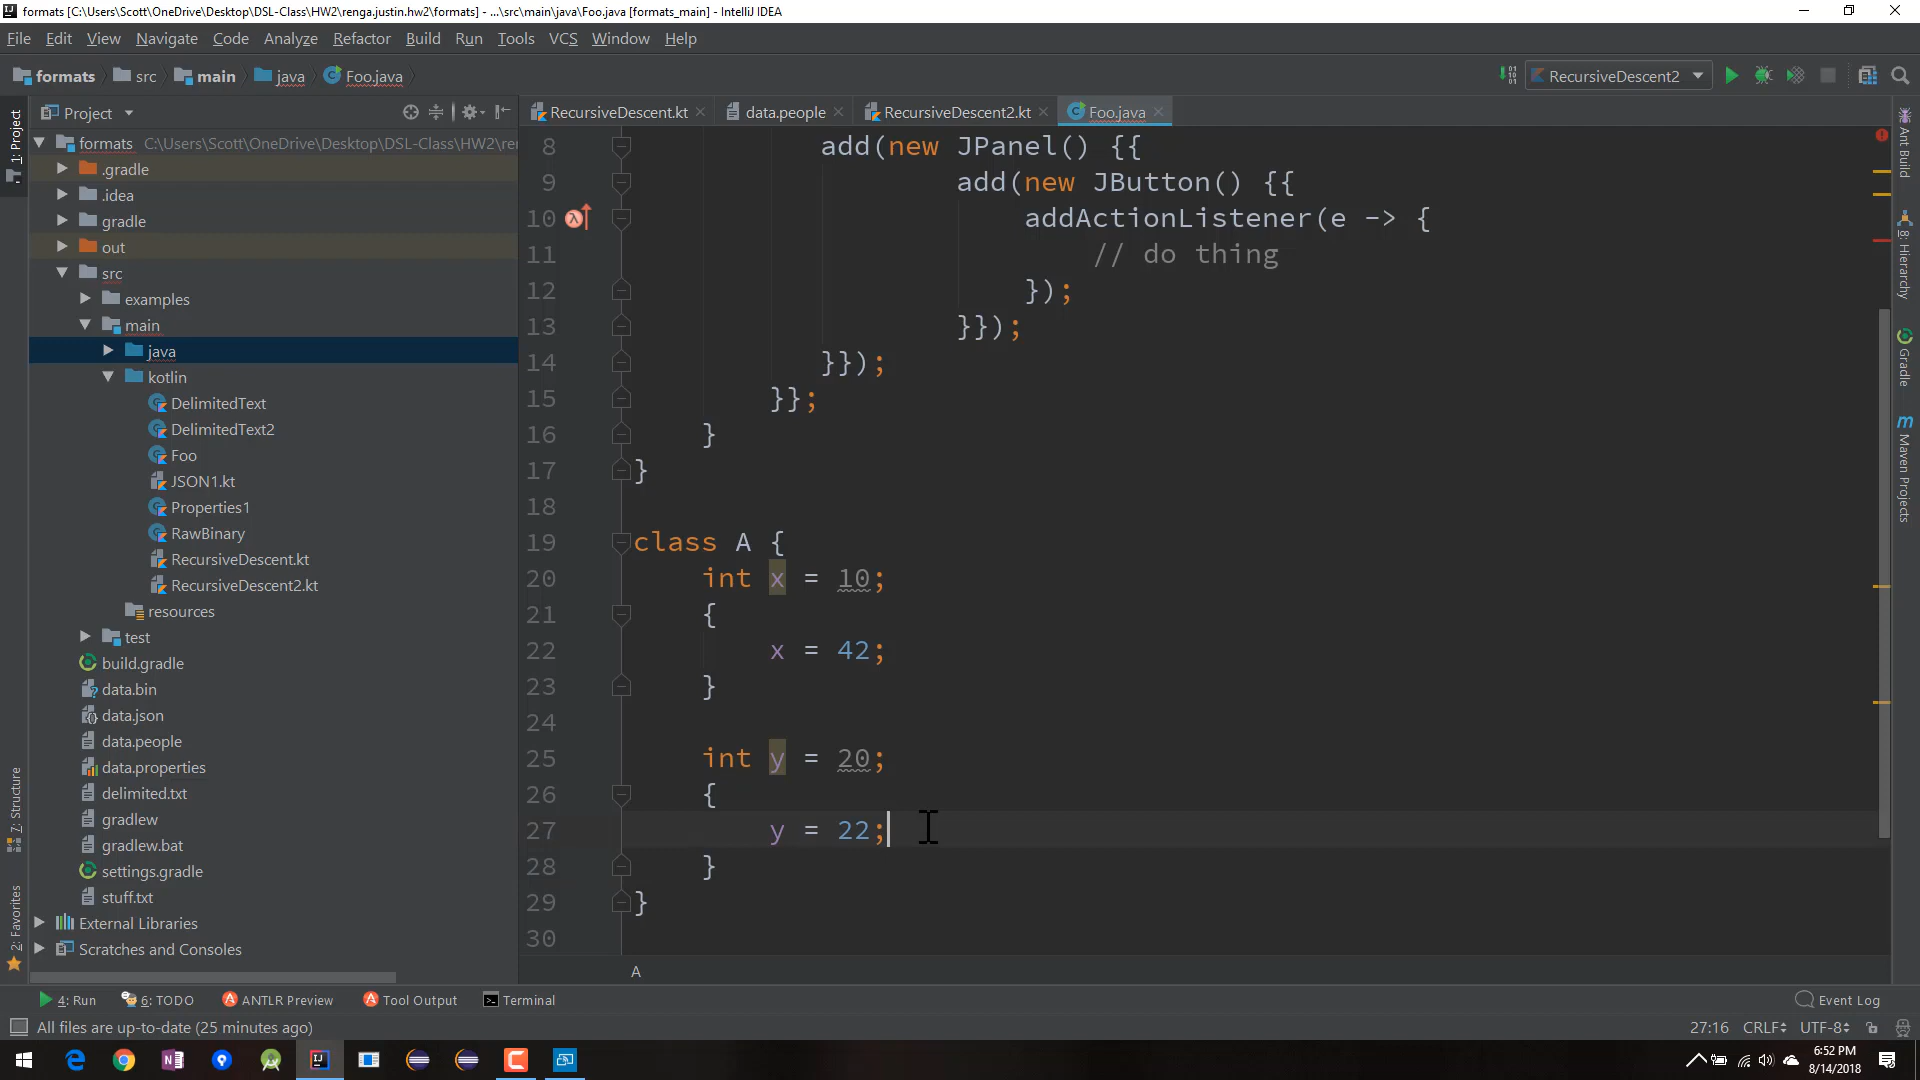 formats [C:\Users\Scott\OneDrive\Desktop\DSL-Class\HW2\renga.justin.hw2\formats] - ...\src\main\java\Foo.java [formats_main] - IntelliJ IDEA
File Edit View Navigate Code Analyze Refactor Build Run Tools VCS Window Help
formats src main java Foo.java RecursiveDescent2
Project RecursiveDescent.kt data.people RecursiveDescent2.kt Foo.java
1: Project
7: Structure
2: Favorites
formats C:\Users\Scott\OneDrive\Desktop\DSL-Class\HW2\ren
.gradle
.idea
gradle
out
src
examples
main
java
kotlin
DelimitedText
DelimitedText2
Foo
JSON1.kt
Properties1
RawBinary
RecursiveDescent.kt
RecursiveDescent2.kt
resources
test
build.gradle
data.bin
data.json
data.people
data.properties
delimited.txt
gradlew
gradlew.bat
settings.gradle
stuff.txt
External Libraries
Scratches and Consoles
8 add(new JPanel() {{
9 add(new JButton() {{
10 addActionListener(e -> {
11 // do thing
12 });
13 }});
14 }});
15 }};
16 }
17 }
18
19 class A {
20 int x = 10;
21 {
22 x = 42;
23 }
24
25 int y = 20;
26 {
27 y = 22;
28 }
29 }
30
A
Ant Build
8: Hierarchy
Gradle
Maven Projects
4: Run 6: TODO ANTLR Preview Tool Output Terminal Event Log
All files are up-to-date (25 minutes ago) 27:16 CRLF UTF-8
6:52 PM
8/14/2018